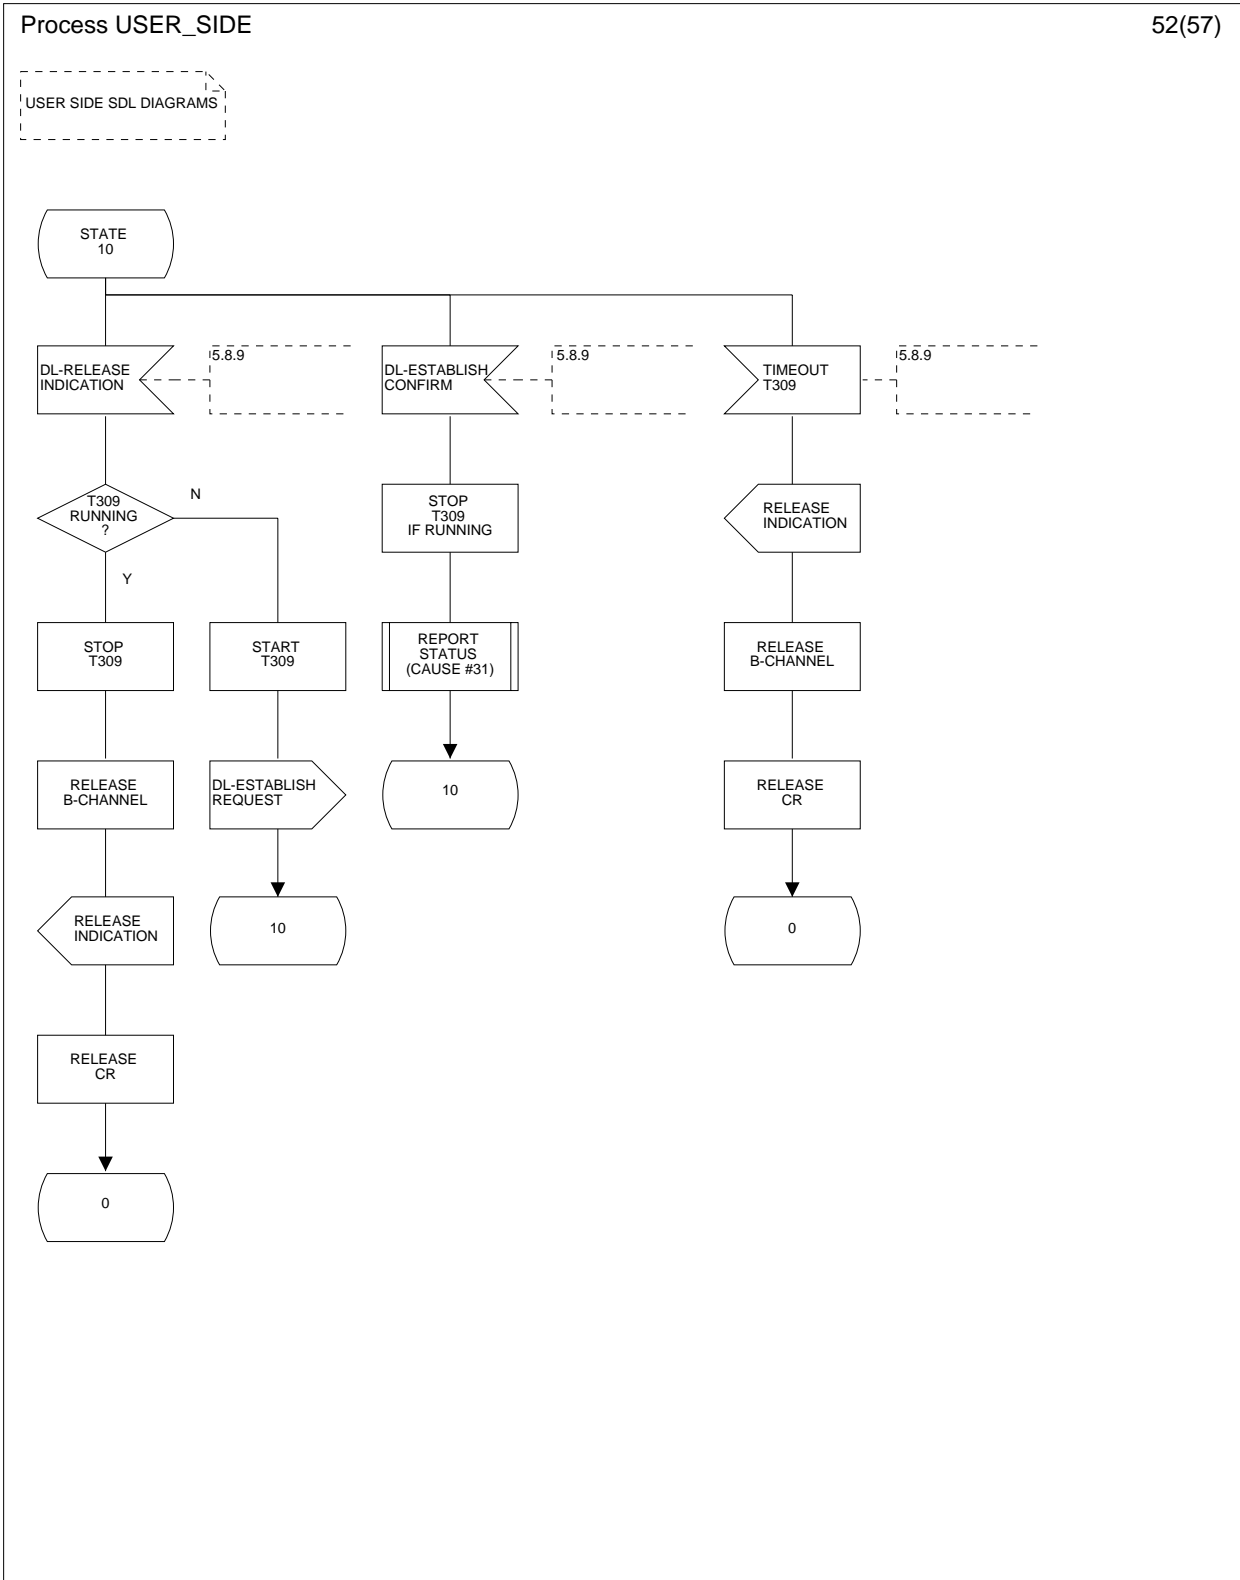 Process USER_SIDE
52(57)
USER SIDE SDL DIAGRAMS
STATE
10
DL-RELEASE
INDICATION
5.8.9
DL-ESTABLISH
CONFIRM
5.8.9
TIMEOUT
T309
5.8.9
T309
RUNNING
?
N
Y
STOP
T309
IF RUNNING
RELEASE
INDICATION
STOP
T309
START
T309
REPORT
STATUS
(CAUSE #31)
RELEASE
B-CHANNEL
RELEASE
B-CHANNEL
DL-ESTABLISH
REQUEST
10
RELEASE
CR
RELEASE
INDICATION
10
0
RELEASE
CR
0